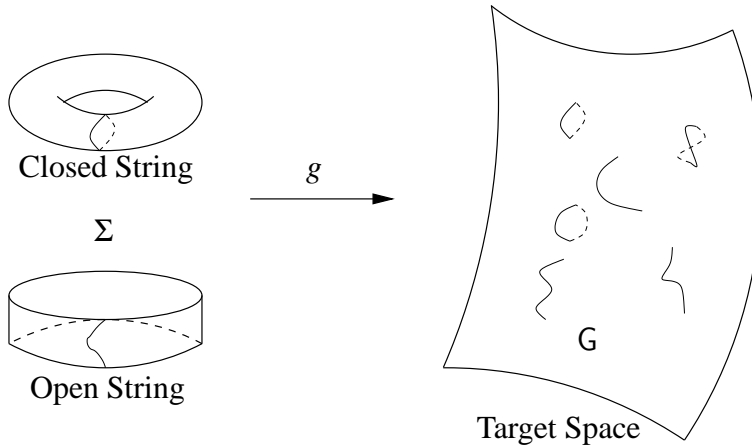 Closed String
g
Σ
Open String
G
Target Space